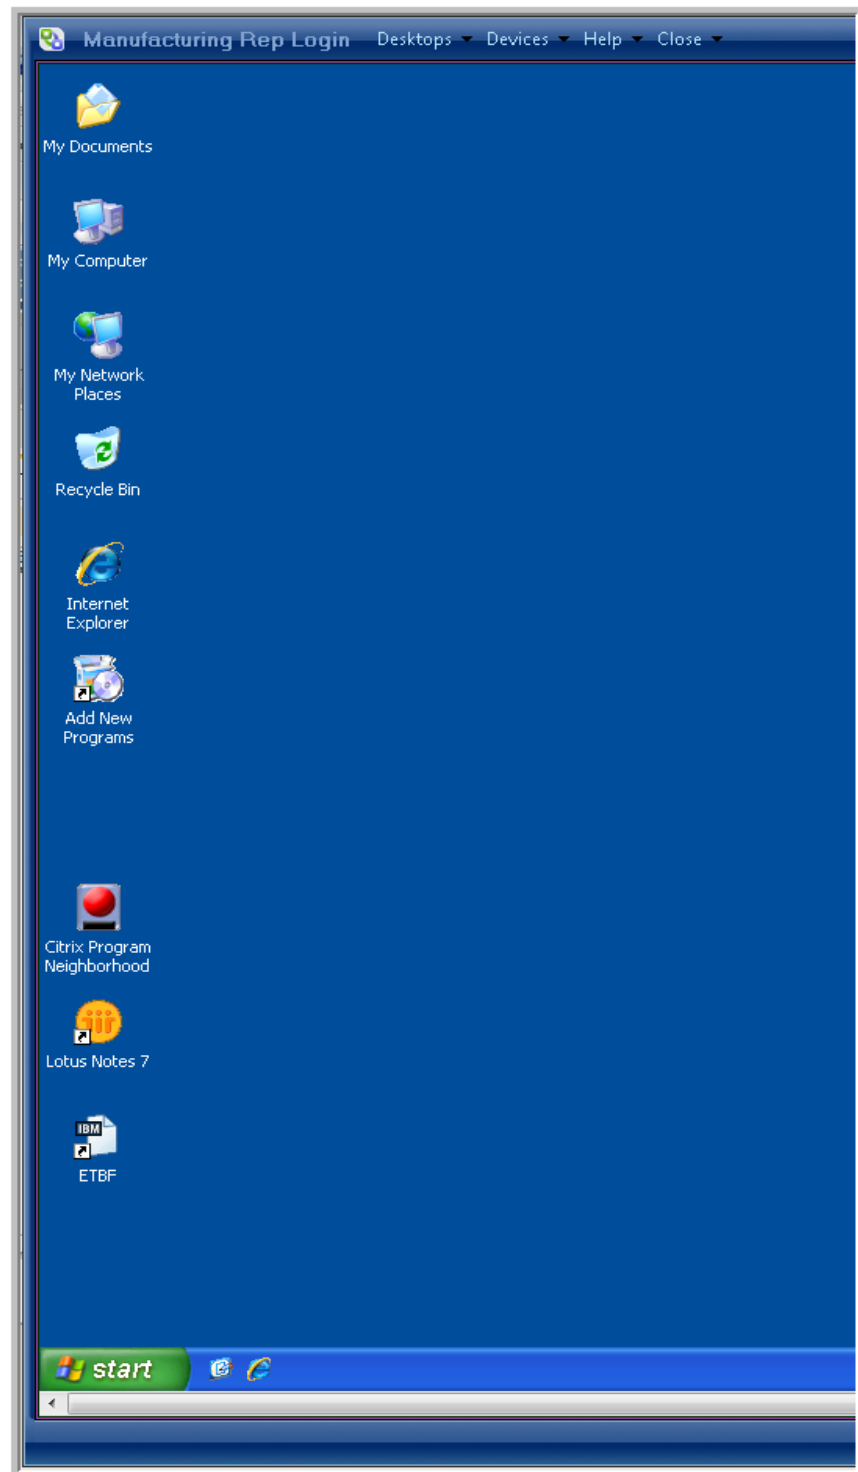 Manufacturing Rep Login Desktops Devices Help Close
My Documents
My Computer
My Network
Places
Recycle Bin
Internet
Explorer
Add New
Programs
Citrix Program
Neighborhood
Lotus Notes 7
IBM
ETBF
start